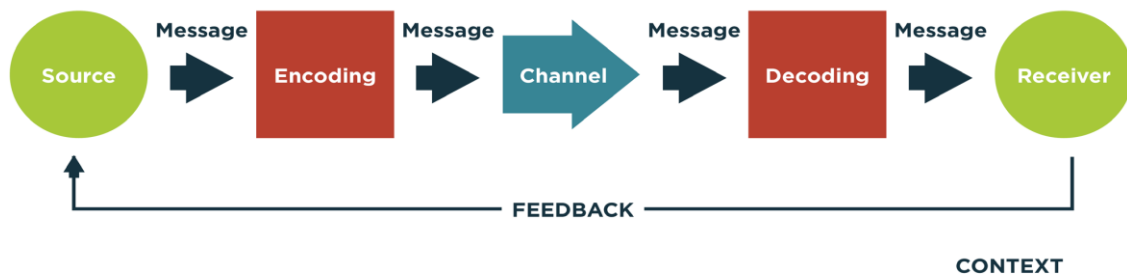 Message Message Message Message
Source Encoding Channel Decoding Receiver
FEEDBACK
CONTEXT